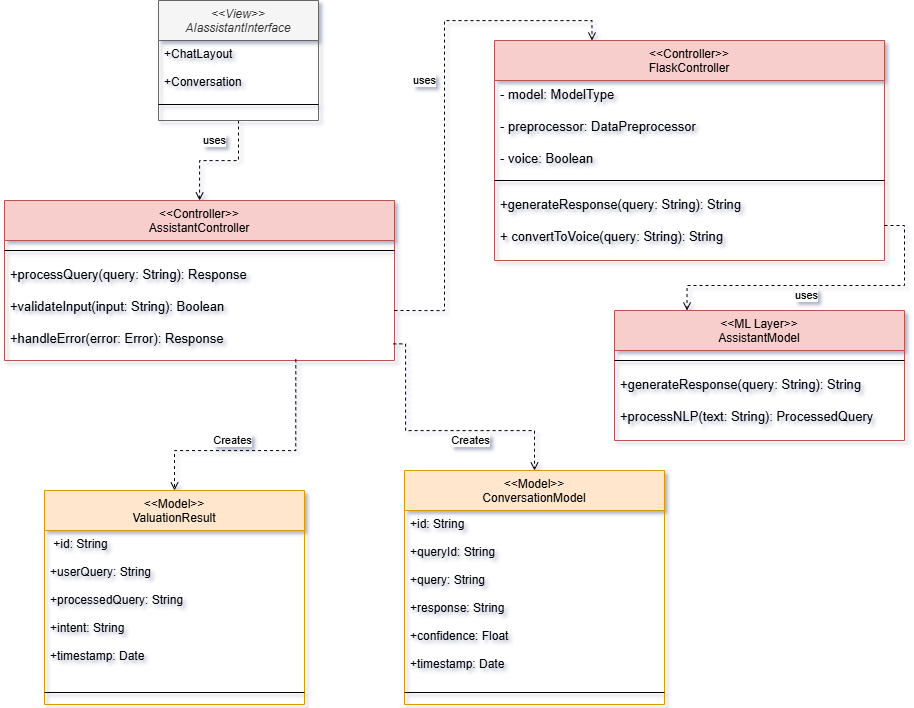 <<View>>
AIassistantInterface
+ChatLayout
+Conversation
uses
<<Controller>>
AssistantController
+processQuery(query: String): Response
+validateInput(input: String): Boolean
+handleError(error: Error): Response
uses
<<Controller>>
FlaskController
- model: ModelType
- preprocessor: DataPreprocessor
- voice: Boolean
+generateResponse(query: String): String
+ convertToVoice(query: String): String
uses
<<ML Layer>>
AssistantModel
+generateResponse(query: String): String
+processNLP(text: String): ProcessedQuery
Creates
<<Model>>
ValuationResult
+id: String
+userQuery: String
+processedQuery: String
+intent: String
+timestamp: Date
Creates
<<Model>>
ConversationModel
+id: String
+queryId: String
+query: String
+response: String
+confidence: Float
+timestamp: Date